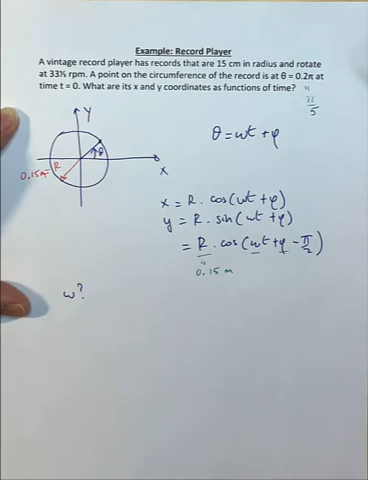 Example: Record Player
A vintage record player has records that are 15 cm in radius and rotate
at 33⅓ rpm. A point on the circumference of the record is at θ = 0.2π at
time t = 0. What are its x and y coordinates as functions of time?
"
π/5
Y
θ = ωt + φ
R
θ
0.15m
X
x = R . cos(ωt + φ)
y = R . sin(ωt + φ)
= R . cos(ωt + φ - π/2)
"
0.15 m
ω?